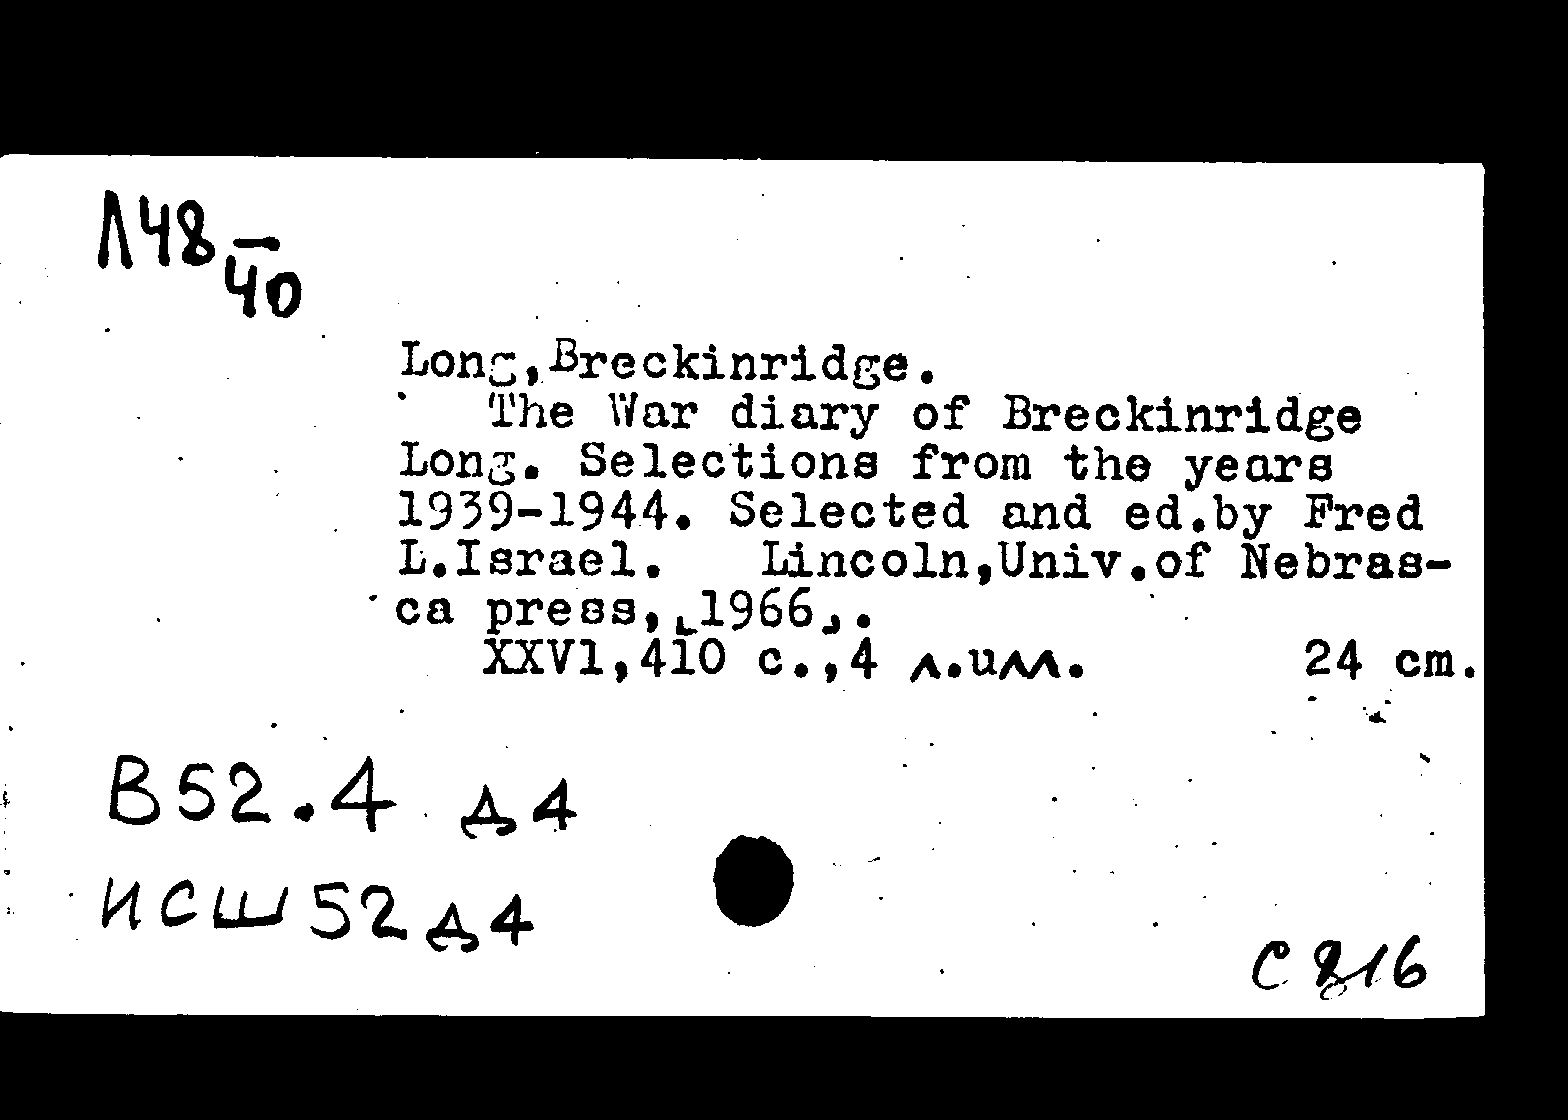 Л48-
40
Long, Breckinridge.
The War diary of Breckinridge
Long. Selections from the years
1939-1944. Selected and ed.by Fred
L.Israel. Lincoln,Univ.of Nebras-
ca press,[1966].
XXV1,410 c.,4 л.илл. 24 cm.
В52.4 д4
ИСШ52д4
С816